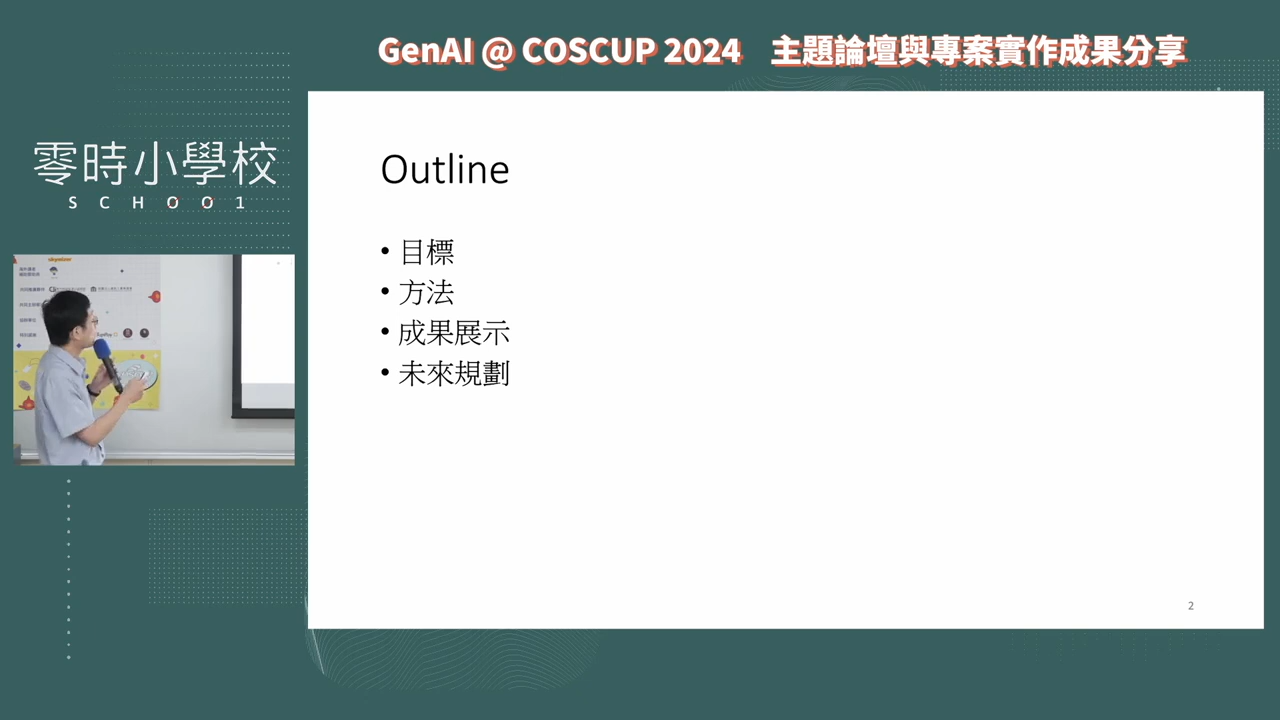 GenAI @ COSCUP 2024 主題論壇與專案實作成果分享
零時小學校
SCHOO1
Outline
• 目標
• 方法
• 成果展示
• 未來規劃
2